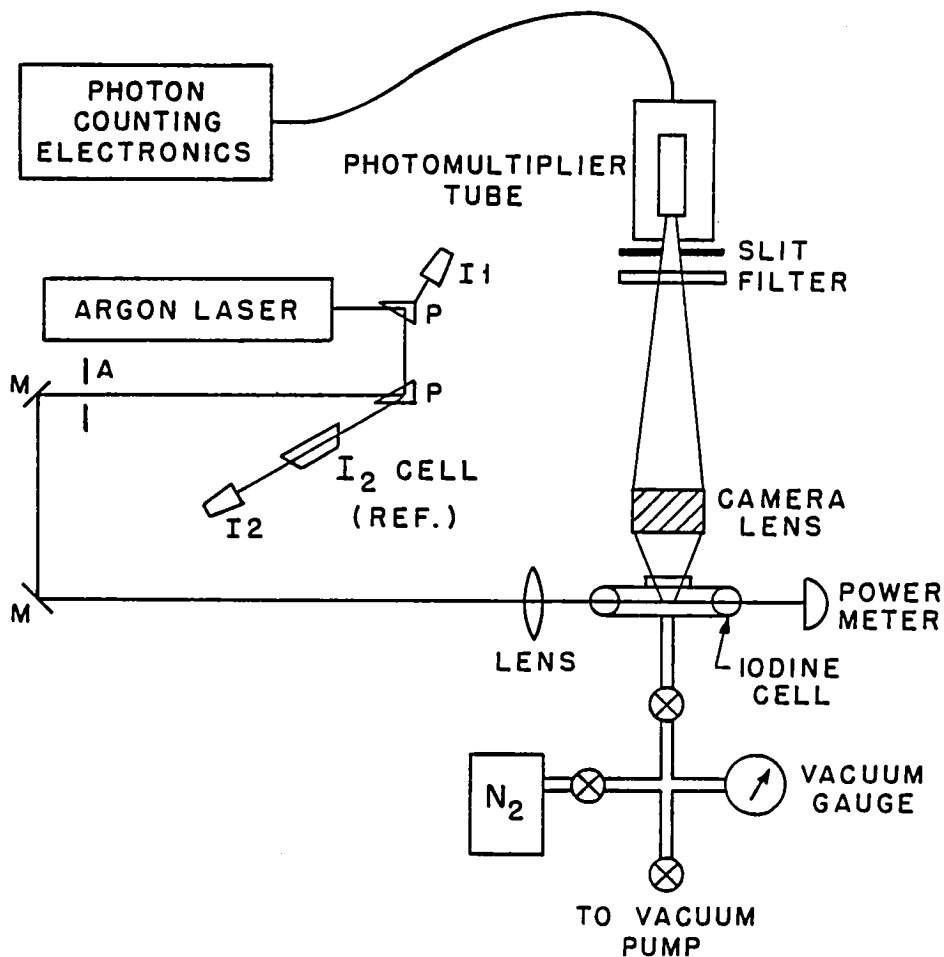 PHOTON
COUNTING
ELECTRONICS
PHOTOMULTIPLIER
TUBE
SLIT
FILTER
I1
ARGON LASER
P
M
A
P
I₂ CELL
(REF.)
I2
CAMERA
LENS
M
POWER
METER
LENS
IODINE
CELL
N₂
VACUUM
GAUGE
TO VACUUM
PUMP